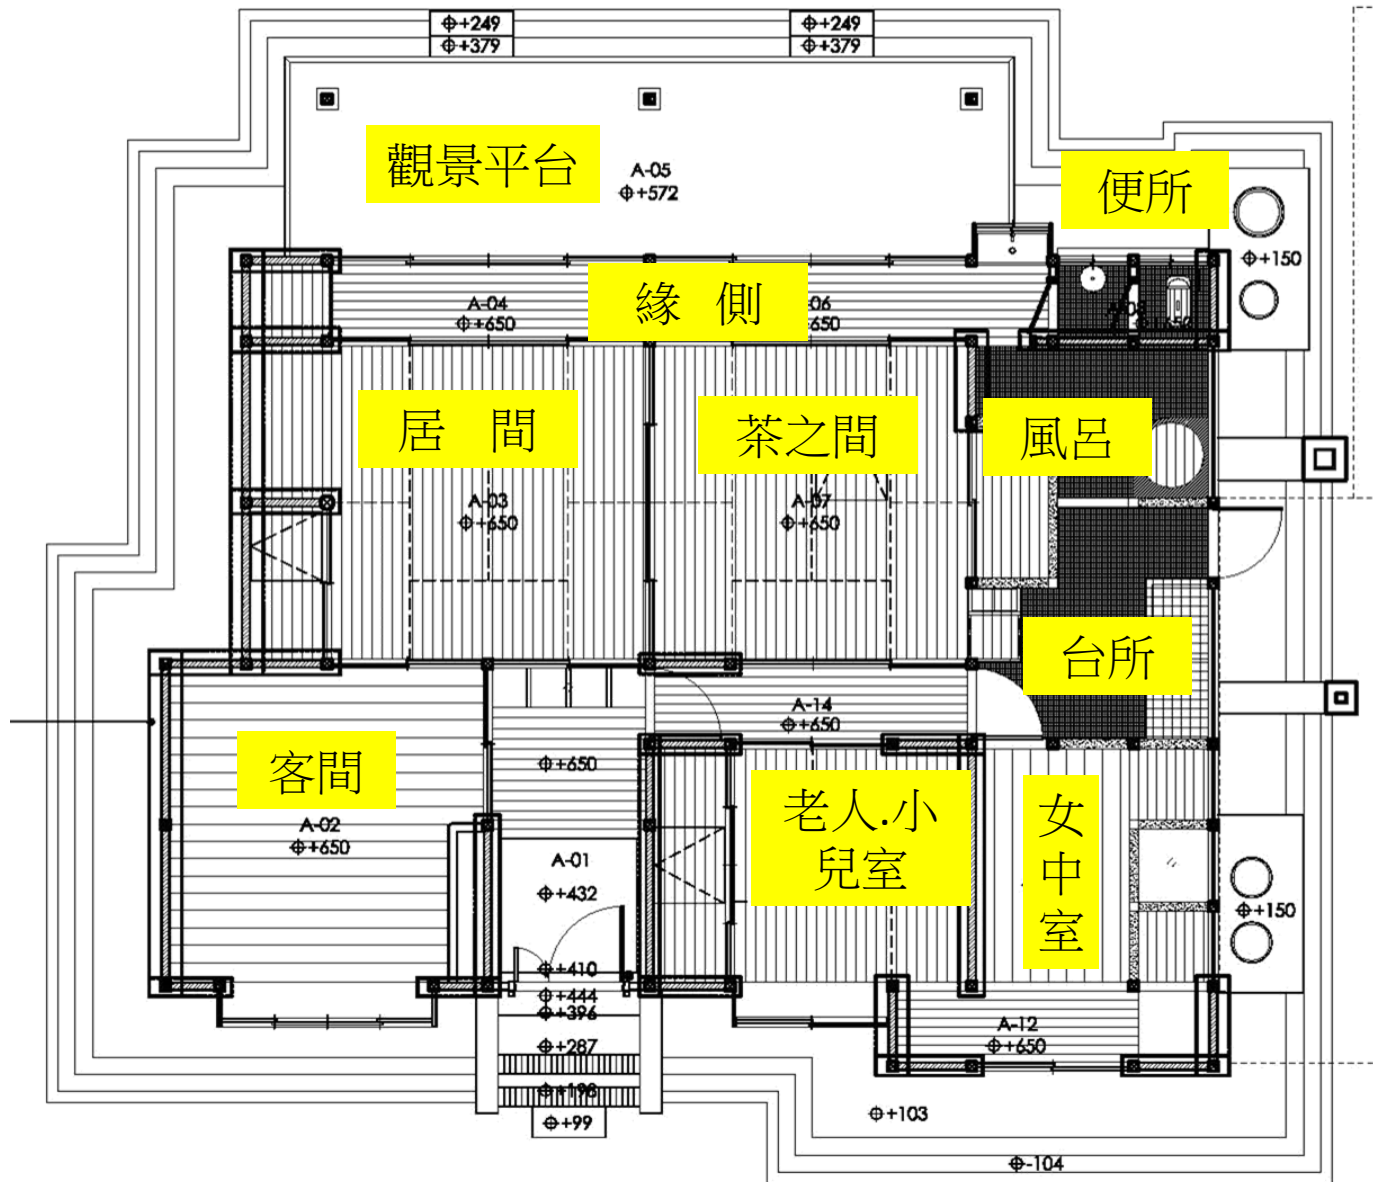 +249
+379
+249
+379
觀景平台
A-05
+572
便所
+150
緣 側
A-04
+650
居 間
茶之間
風呂
A-03
+650
A-07
+650
台所
A-14
+650
客間
A-02
+650
+650
老人.小
兒室
女
中
室
A-01
+432
+150
+410
+444
+396
+287
+198
+99
A-12
+650
+103
-104